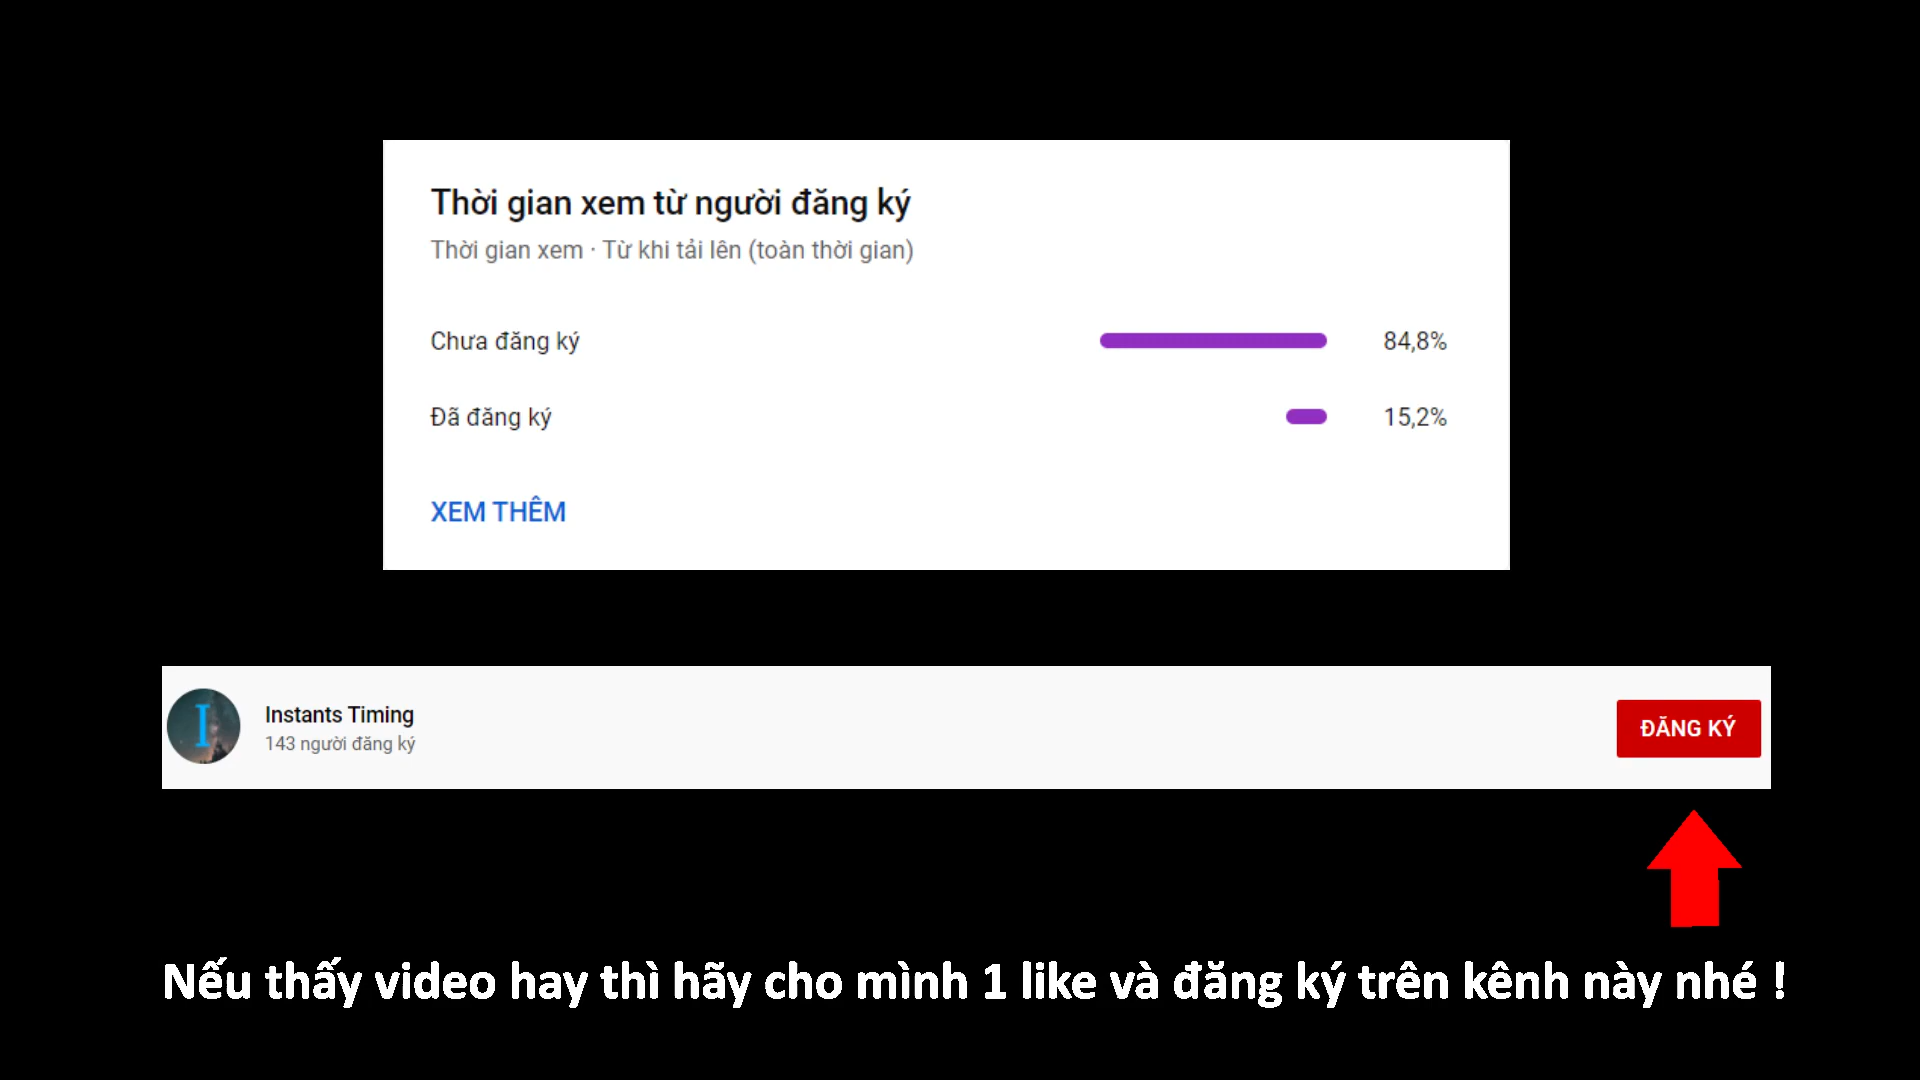 Thời gian xem từ người đăng ký
Thời gian xem · Từ khi tải lên (toàn thời gian)
Chưa đăng ký 84,8%
Đã đăng ký 15,2%
XEM THÊM
I
Instants Timing
143 người đăng ký
ĐĂNG KÝ
Nếu thấy video hay thì hãy cho mình 1 like và đăng ký trên kênh này nhé !